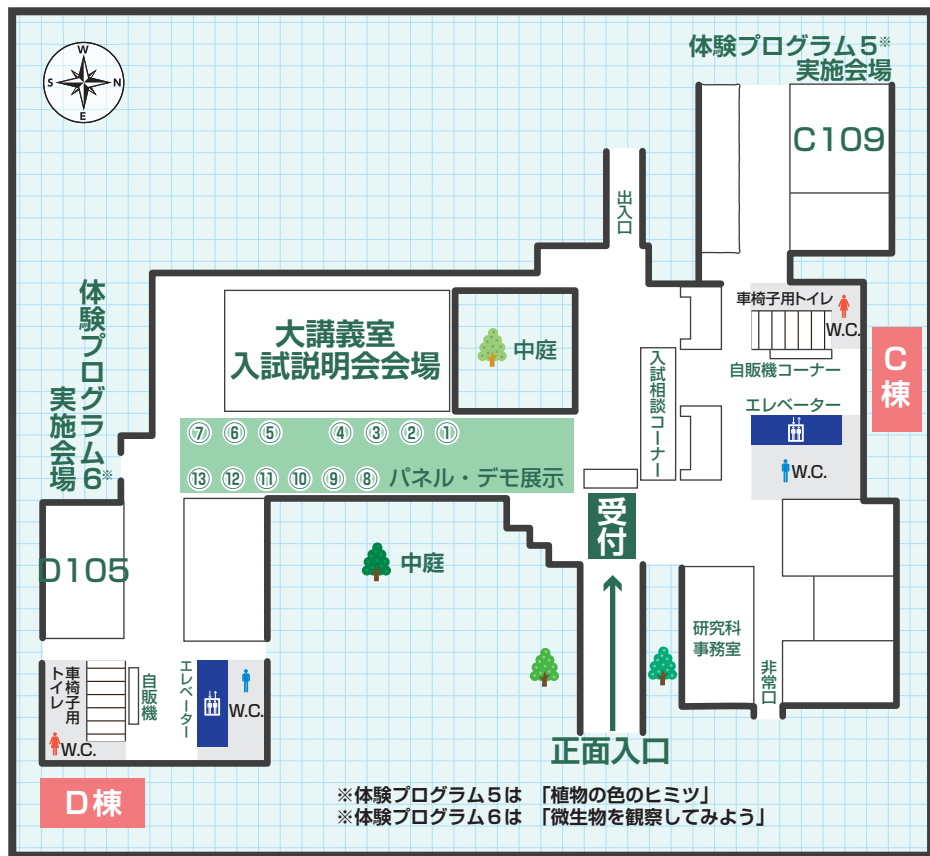 W
S
N
E
体験プログラム5※
実施会場
C109
出入口
車椅子用トイレ
W.C.
自販機コーナー
C棟
エレベーター
W.C.
入試相談コーナー
大講義室
入試説明会会場
中庭
体験プログラム6※
実施会場
⑦ ⑥ ⑤ ④ ③ ② ①
⑬ ⑫ ⑪ ⑩ ⑨ ⑧ パネル・デモ展示
受付
中庭
D105
研究科
事務室
非常口
車椅子用
トイレ
W.C.
自販機
エレベーター
W.C.
正面入口
D棟
※体験プログラム5は 「植物の色のヒミツ」
※体験プログラム6は 「微生物を観察してみよう」